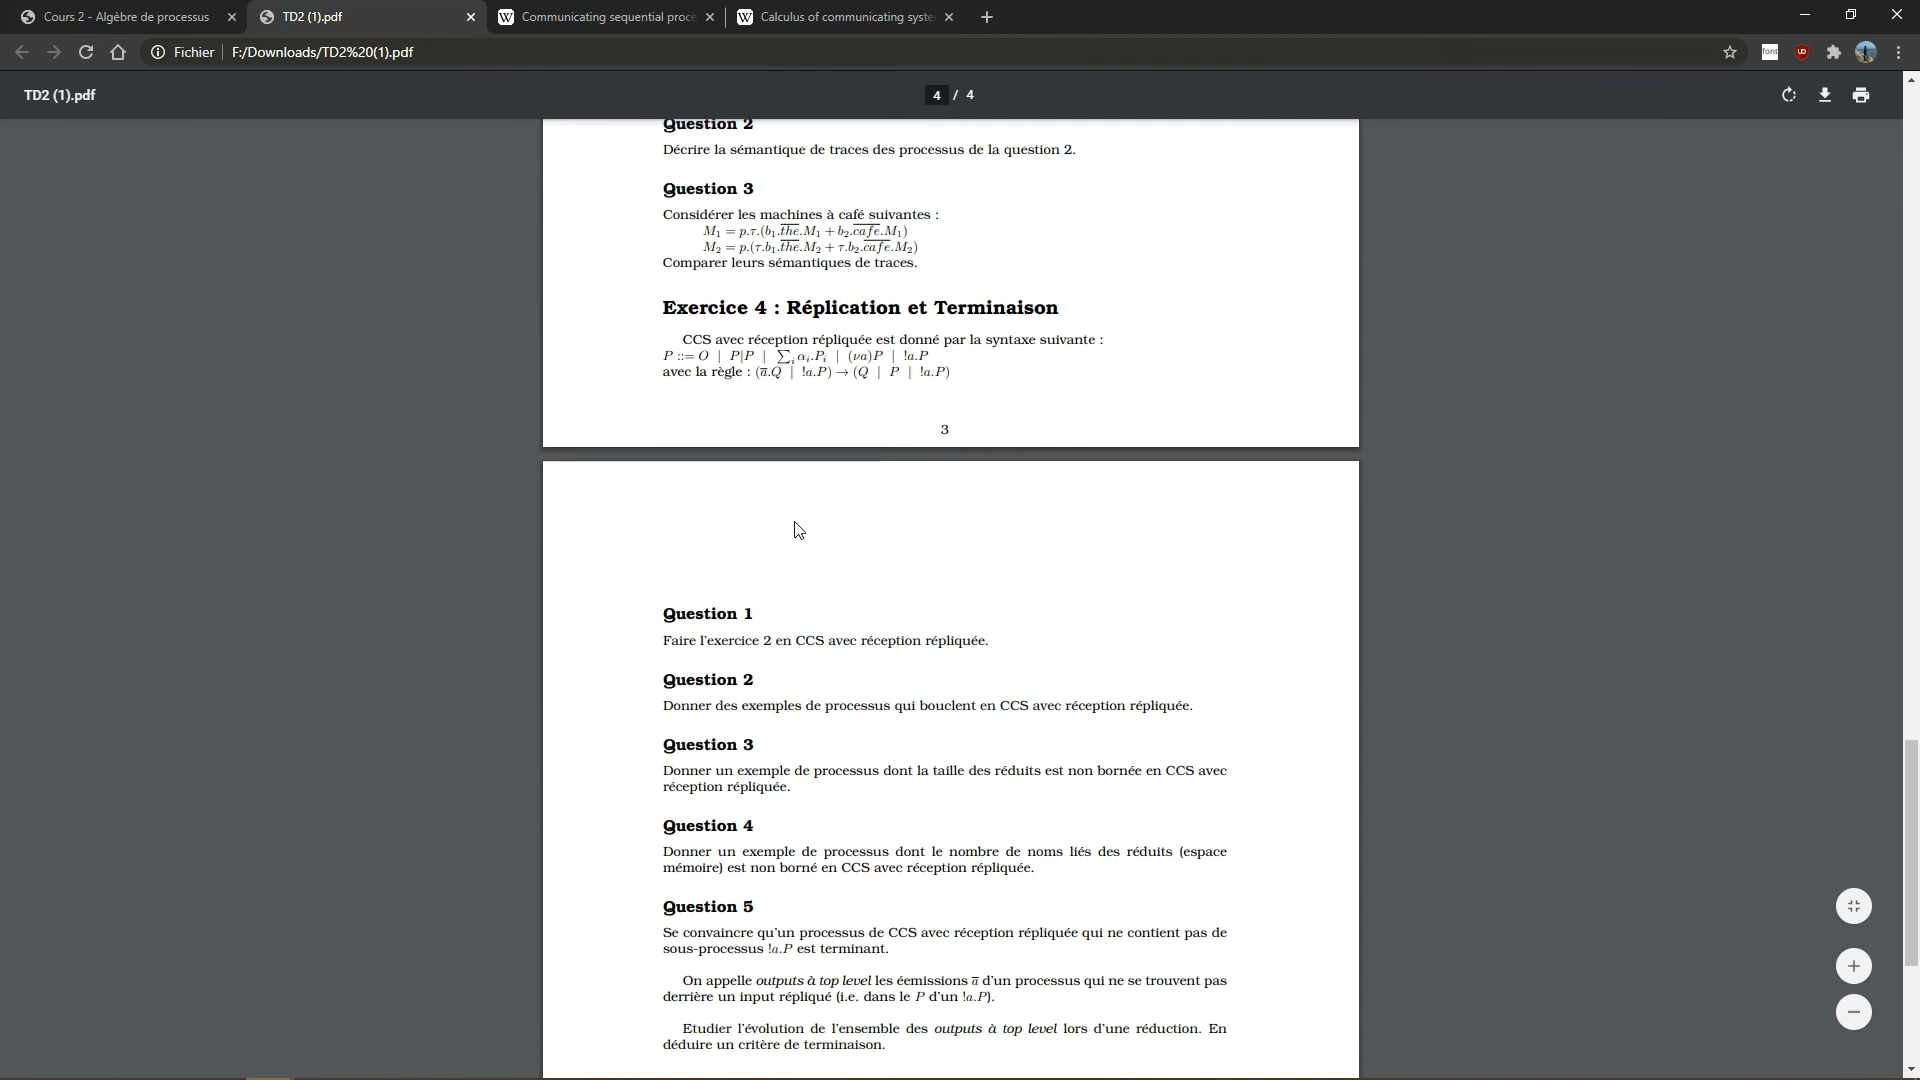 Cours 2 - Algèbre de processus
TD2 (1).pdf
Communicating sequential proce
Calculus of communicating syste
Fichier
F:/Downloads/TD2%20(1).pdf
font
TD2 (1).pdf
4 / 4
Question 2
Décrire la sémantique de traces des processus de la question 2.
Question 3
Considérer les machines à café suivantes :
M₁ = p.τ.(b₁.t̅h̅e̅.M₁ + b₂.c̅a̅f̅e̅.M₁)
M₂ = p.(τ.b₁.t̅h̅e̅.M₂ + τ.b₂.c̅a̅f̅e̅.M₂)
Comparer leurs sémantiques de traces.
Exercice 4 : Réplication et Terminaison
CCS avec réception répliquée est donné par la syntaxe suivante :
P ::= O | P|P | ∑ᵢ αᵢ.Pᵢ | (νa)P | !a.P
avec la règle : (a̅.Q | !a.P) → (Q | P | !a.P)
3
Question 1
Faire l'exercice 2 en CCS avec réception répliquée.
Question 2
Donner des exemples de processus qui bouclent en CCS avec réception répliquée.
Question 3
Donner un exemple de processus dont la taille des réduits est non bornée en CCS avec
réception répliquée.
Question 4
Donner un exemple de processus dont le nombre de noms liés des réduits (espace
mémoire) est non borné en CCS avec réception répliquée.
Question 5
Se convaincre qu'un processus de CCS avec réception répliquée qui ne contient pas de
sous-processus !a.P est terminant.
On appelle outputs à top level les éemissions a̅ d'un processus qui ne se trouvent pas
derrière un input répliqué (i.e. dans le P d'un !a.P).
Etudier l'évolution de l'ensemble des outputs à top level lors d'une réduction. En
déduire un critère de terminaison.